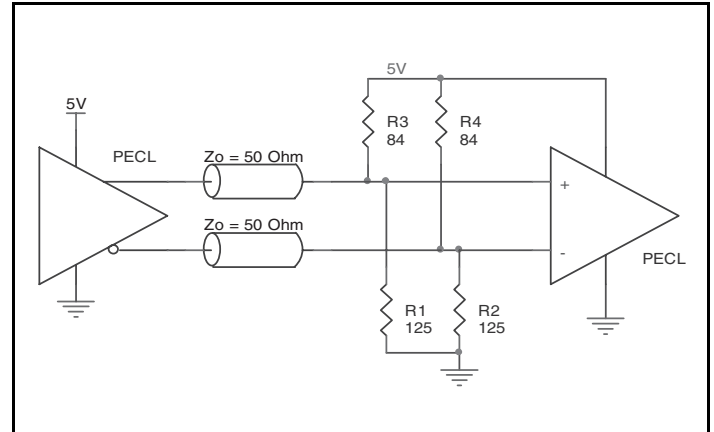 5V
5V
R3
84
R4
84
PECL
Zo = 50 Ohm
+
Zo = 50 Ohm
-
PECL
R1
125
R2
125